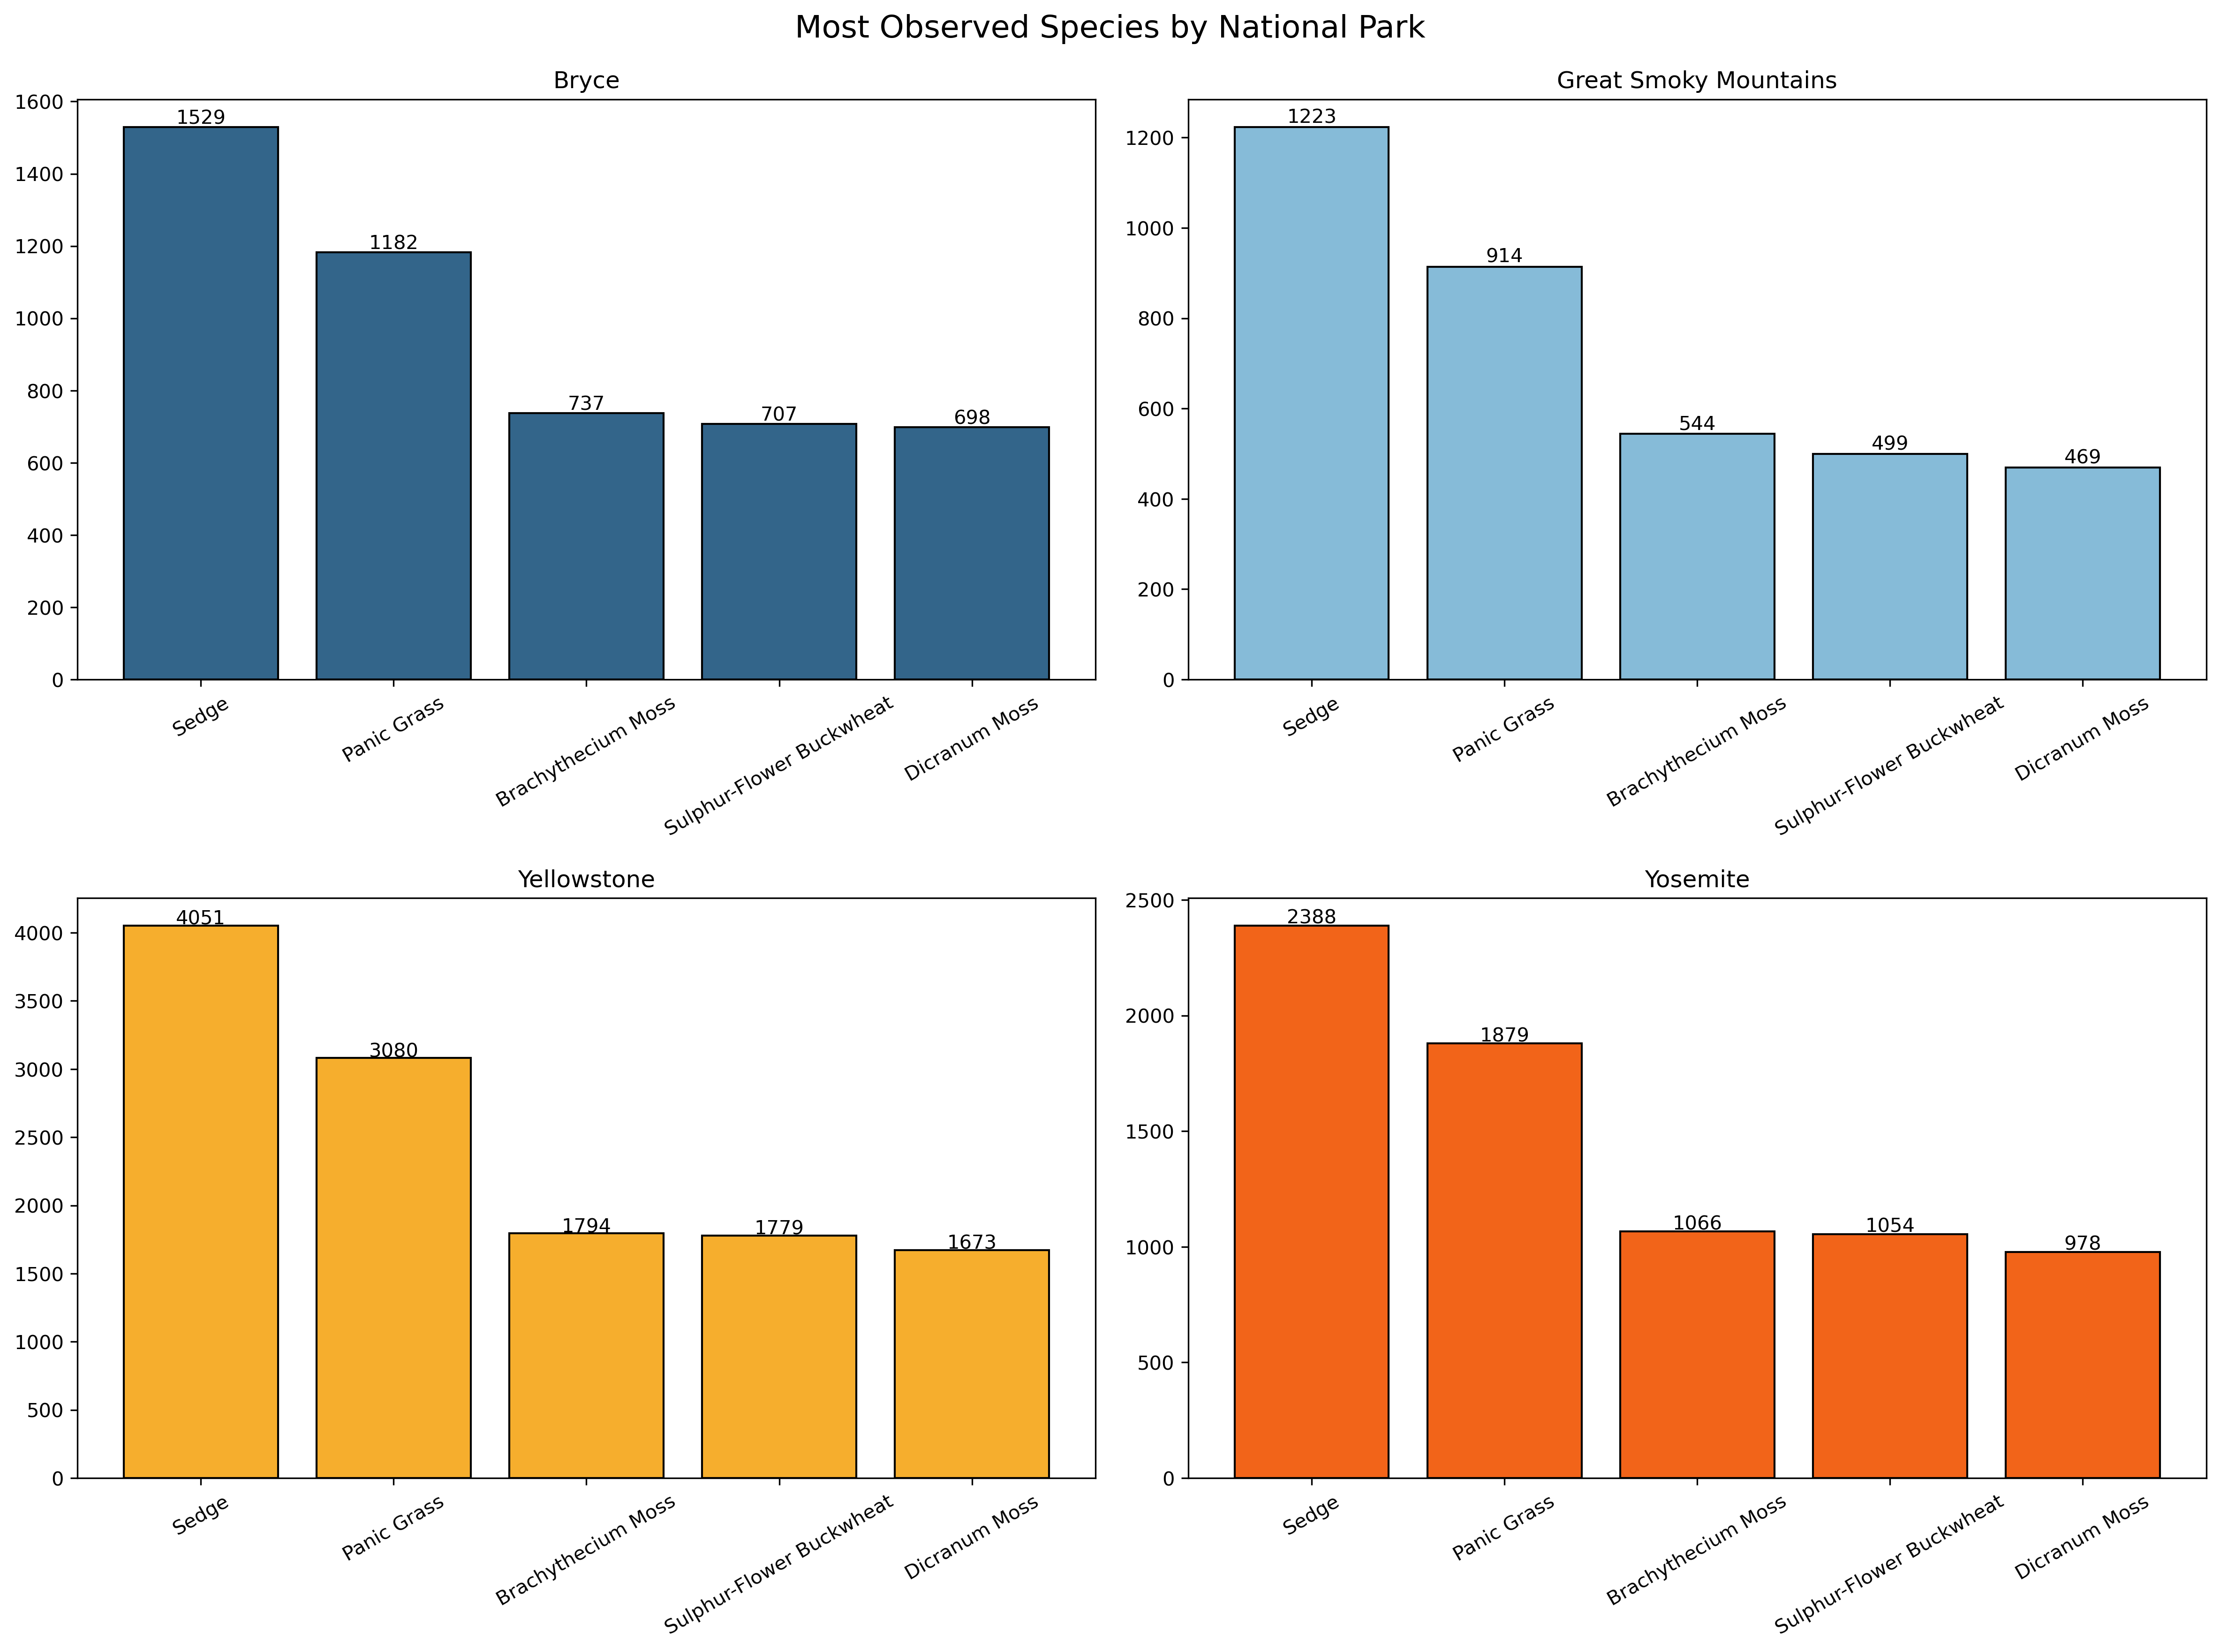 Most Observed Species by National Park
Bryce
1600
1400
1200
1000
800
600
400
200
0
1529
1182
737
707
698
Sedge
Panic Grass
Brachythecium Moss
Sulphur-Flower Buckwheat
Dicranum Moss
Great Smoky Mountains
1200
1000
800
600
400
200
0
1223
914
544
499
469
Sedge
Panic Grass
Brachythecium Moss
Sulphur-Flower Buckwheat
Dicranum Moss
Yellowstone
4000
3500
3000
2500
2000
1500
1000
500
0
4051
3080
1794
1779
1673
Sedge
Panic Grass
Brachythecium Moss
Sulphur-Flower Buckwheat
Dicranum Moss
Yosemite
2500
2000
1500
1000
500
0
2388
1879
1066
1054
978
Sedge
Panic Grass
Brachythecium Moss
Sulphur-Flower Buckwheat
Dicranum Moss